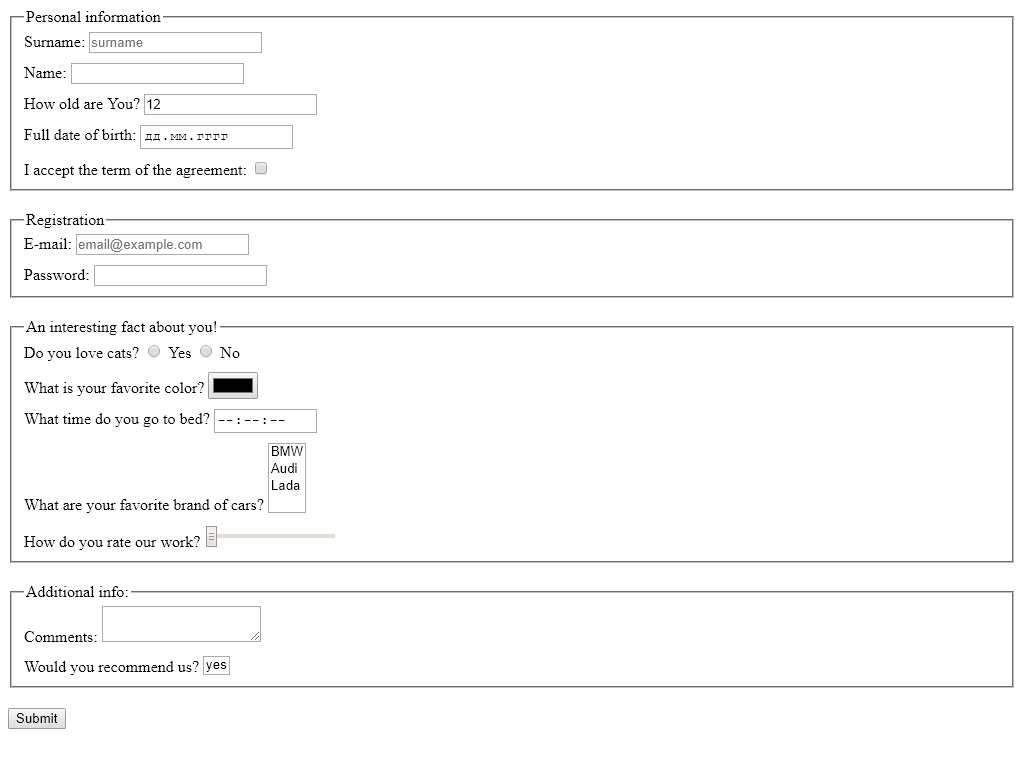 Personal information
Surname: surname
Name:
How old are You? 12
Full date of birth: дд.мм.гггг
I accept the term of the agreement:
Registration
E-mail: email@example.com
Password:
An interesting fact about you!
Do you love cats? Yes No
What is your favorite color?
What time do you go to bed? --:--:--
BMW
Audi
Lada
What are your favorite brand of cars?
How do you rate our work?
Additional info:
Comments:
Would you recommend us? yes
Submit